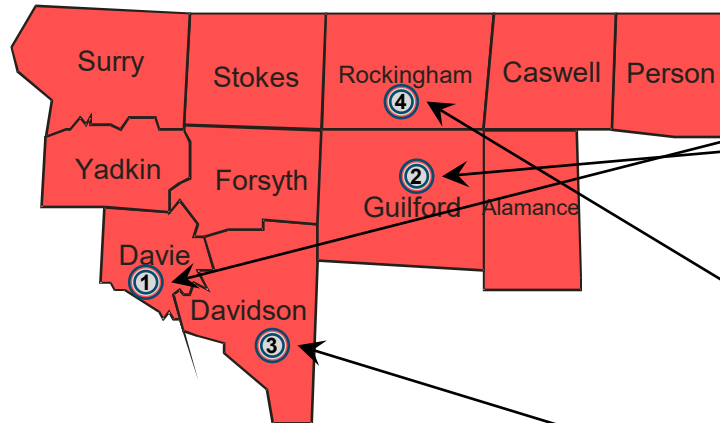 Surry
Stokes
Rockingham
Caswell
Person
4
Yadkin
Forsyth
2
Guilford
Alamance
Davie
1
Davidson
3